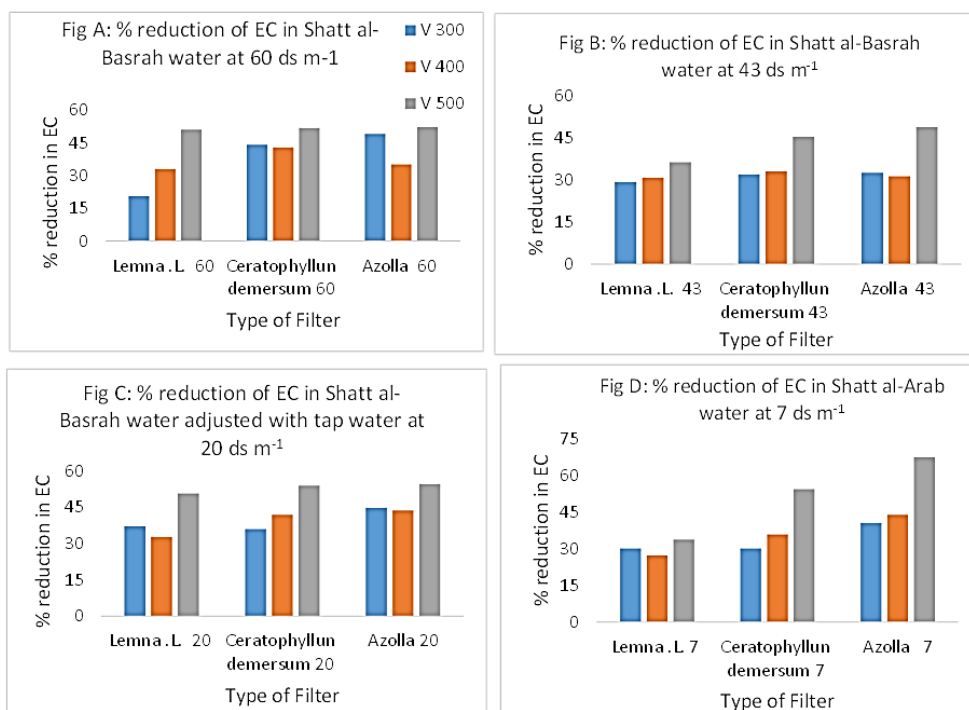 Fig A: % reduction of EC in Shatt al-
Basrah water at 60 ds m-1
V 300
V 400
V 500
% reduction in EC
60
45
30
15
0
Lemna . L. 60
Ceratophyllun
demersum 60
Azolla 60
Type of Filter
Fig B: % reduction of EC in Shatt al-Basrah
water at 43 ds m⁻¹
% reduction in EC
60
45
30
15
0
Lemna . L. 43
Ceratophyllun
demersum 43
Azolla 43
Type of Filter
Fig C: % reduction of EC in Shatt al-
Basrah water adjusted with tap water at
20 ds m⁻¹
% reduction in EC
60
45
30
15
0
Lemna . L. 20
Ceratophyllun
demersum 20
Azolla 20
Type of Filter
Fig D: % reduction of EC in Shatt al-Arab
water at 7 ds m⁻¹
% reduction in EC
75
60
45
30
15
0
Lemna . L. 7
Ceratophyllun
demersum 7
Azolla 7
Type of Filter